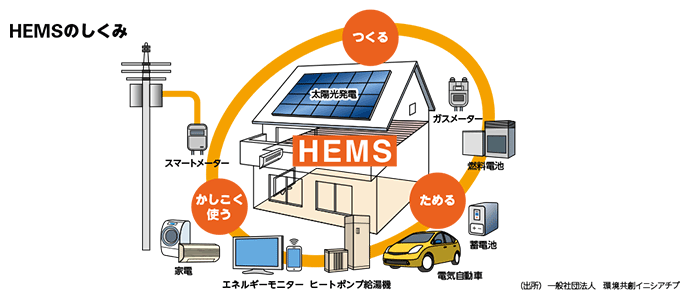 HEMSのしくみ
つくる
太陽光発電
ガスメーター
HEMS
スマートメーター
燃料電池
かしこく
使う
ためる
蓄電池
家電
エネルギーモニター
ヒートポンプ給湯機
電気自動車
(出所) 一般社団法人 環境共創イニシアチブ